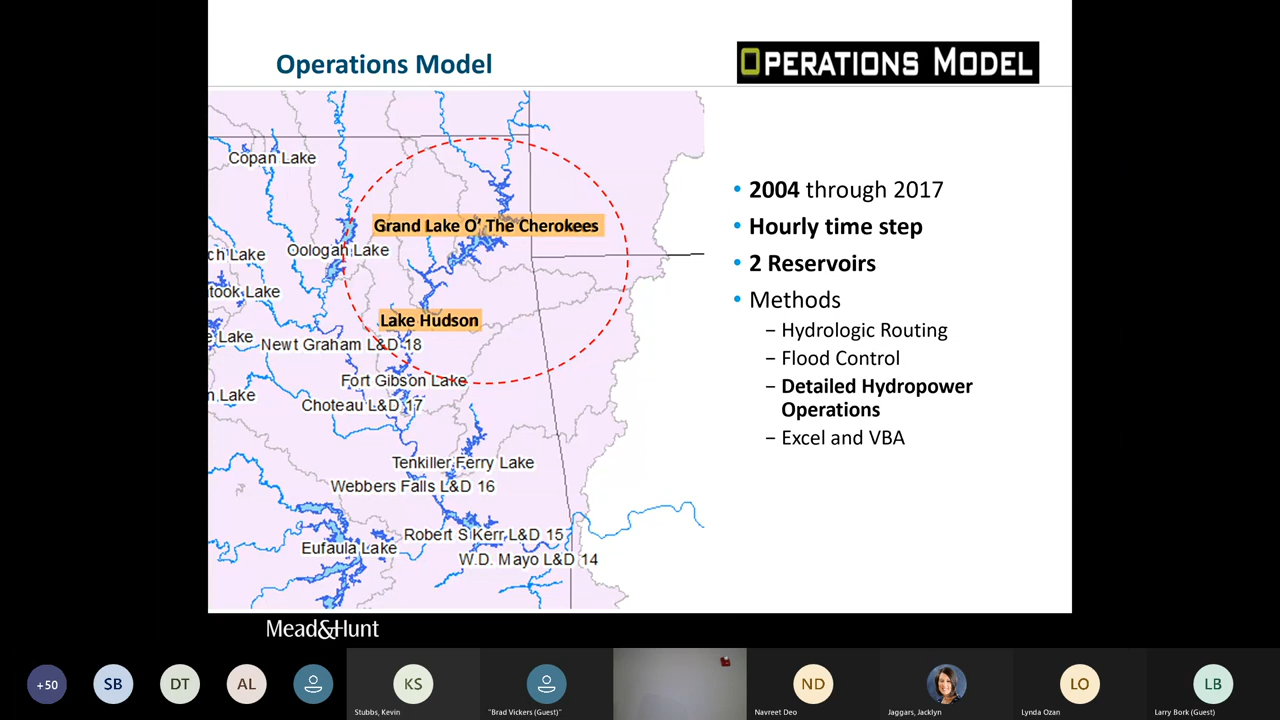 Operations Model
OPERATIONS MODEL
Copan Lake
Grand Lake O' The Cherokees
Oologah Lake
ch Lake
took Lake
Lake Hudson
e Lake
Newt Graham L&D 18
Fort Gibson Lake
n Lake
Choteau L&D 17
Tenkiller Ferry Lake
Webbers Falls L&D 16
Robert S Kerr L&D 15
Eufaula Lake
W.D. Mayo L&D 14
• 2004 through 2017
• Hourly time step
• 2 Reservoirs
• Methods
– Hydrologic Routing
– Flood Control
– Detailed Hydropower
Operations
– Excel and VBA
Mead&Hunt
+50
SB
DT
AL
KS
ND
LO
LB
Stubbs, Kevin
"Brad Vickers (Guest)"
Navreet Deo
Jaggars, Jacklyn
Lynda Ozan
Larry Bork (Guest)